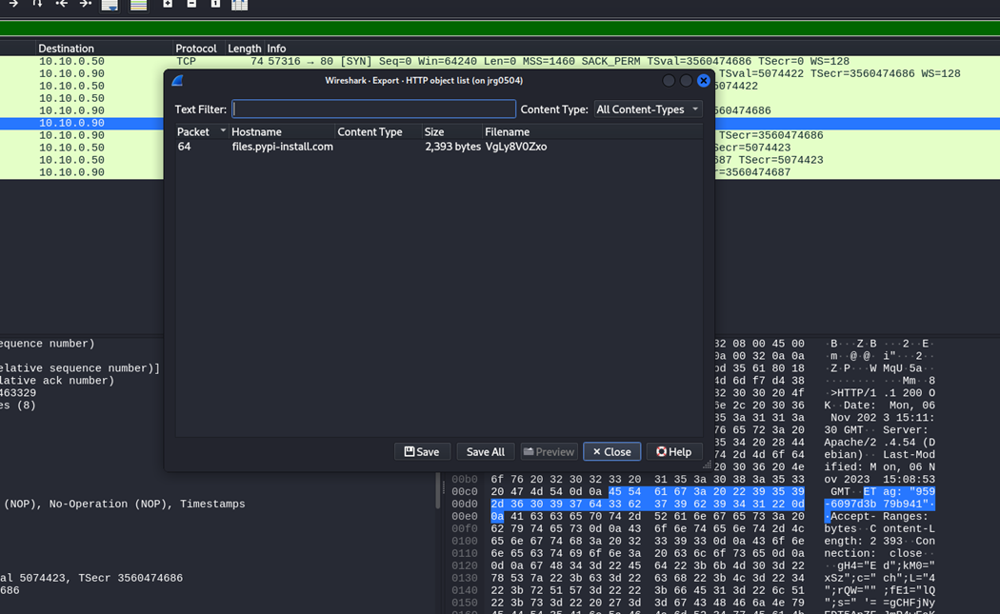 Destination Protocol Length Info
10.10.0.50 TCP 74 57316 → 80 [SYN] Seq=0 Win=64240 Len=0 MSS=1460 SACK_PERM TSval=3560474686 TSecr=0 WS=128
10.10.0.90 TSval=5074422 TSecr=3560474686 WS=128
10.10.0.50 5074422
10.10.0.50
10.10.0.90 560474686
10.10.0.90
10.10.0.90 TSecr=3560474686
10.10.0.50 Secr=5074423
10.10.0.50 687 TSecr=5074423
10.10.0.90 r=3560474687
Wireshark · Export · HTTP object list (on jrg0504)
Text Filter: Content Type: All Content-Types
Packet Hostname Content Type Size Filename
64 files.pypi-install.com 2,393 bytes VgLy8V0Zxo
Save Save All Preview Close Help
equence number)
elative sequence number)]
lative ack number)
463329
es (8)
(NOP), No-Operation (NOP), Timestamps
al 5074423, TSecr 3560474686
686
32 08 00 45 00 ·B···ZB ···2··E·
0a 00 32 0a 0a
bd 35 61 80 18
4d 6d f7 d4 38
32 30 30 20 4f ·>HTTP/1 .1 200 O
6e 2c 20 30 36 K··Date: Mon, 06
35 3a 31 31 3a Nov 202 3 15:11:
76 65 72 3a 20 30 GMT·· Server:
35 34 20 28 44 Apache/2 .4.54 (D
74 2d 4d 6f 64 ebian)·· Last-Mod
30 36 20 4e ified: M on, 06 N
00b0 6f 76 20 32 30 32 33 20 31 35 3a 30 38 3a 35 33 ov 2023 15:08:53
00c0 20 47 4d 54 0d 0a 45 54 61 67 3a 20 22 39 35 39 GMT··ET ag: "959
00d0 2d 36 30 39 37 64 33 62 37 39 62 39 34 31 22 0d -6097d3b 79b941"·
00e0 0a 41 63 63 65 70 74 2d 52 61 6e 67 65 73 3a 20 ·Accept- Ranges:
00f0 62 79 74 65 73 0d 0a 43 6f 6e 74 65 6e 74 2d 4c bytes··C ontent-L
0100 65 6e 67 74 68 3a 20 32 33 39 33 0d 0a 43 6f 6e ength: 2 393··Con
0110 6e 65 63 74 69 6f 6e 3a 20 63 6c 6f 73 65 0d 0a nection: close··
0120 0d 0a 67 48 34 3d 22 45 64 22 3b 6b 4d 30 3d 22 ··gH4="E d";kM0="
0130 78 53 7a 22 3b 63 3d 22 63 68 22 3b 4c 3d 22 34 xSz";c=" ch";L="4
0140 22 3b 72 51 57 3d 22 22 3b 66 45 31 3d 22 6c 51 ";rQW="" ;fE1="lQ
0150 22 3b 73 3d 22 20 27 3d 3d 67 43 48 46 6a 4e 79 ";s=" '= =gCHFjNy